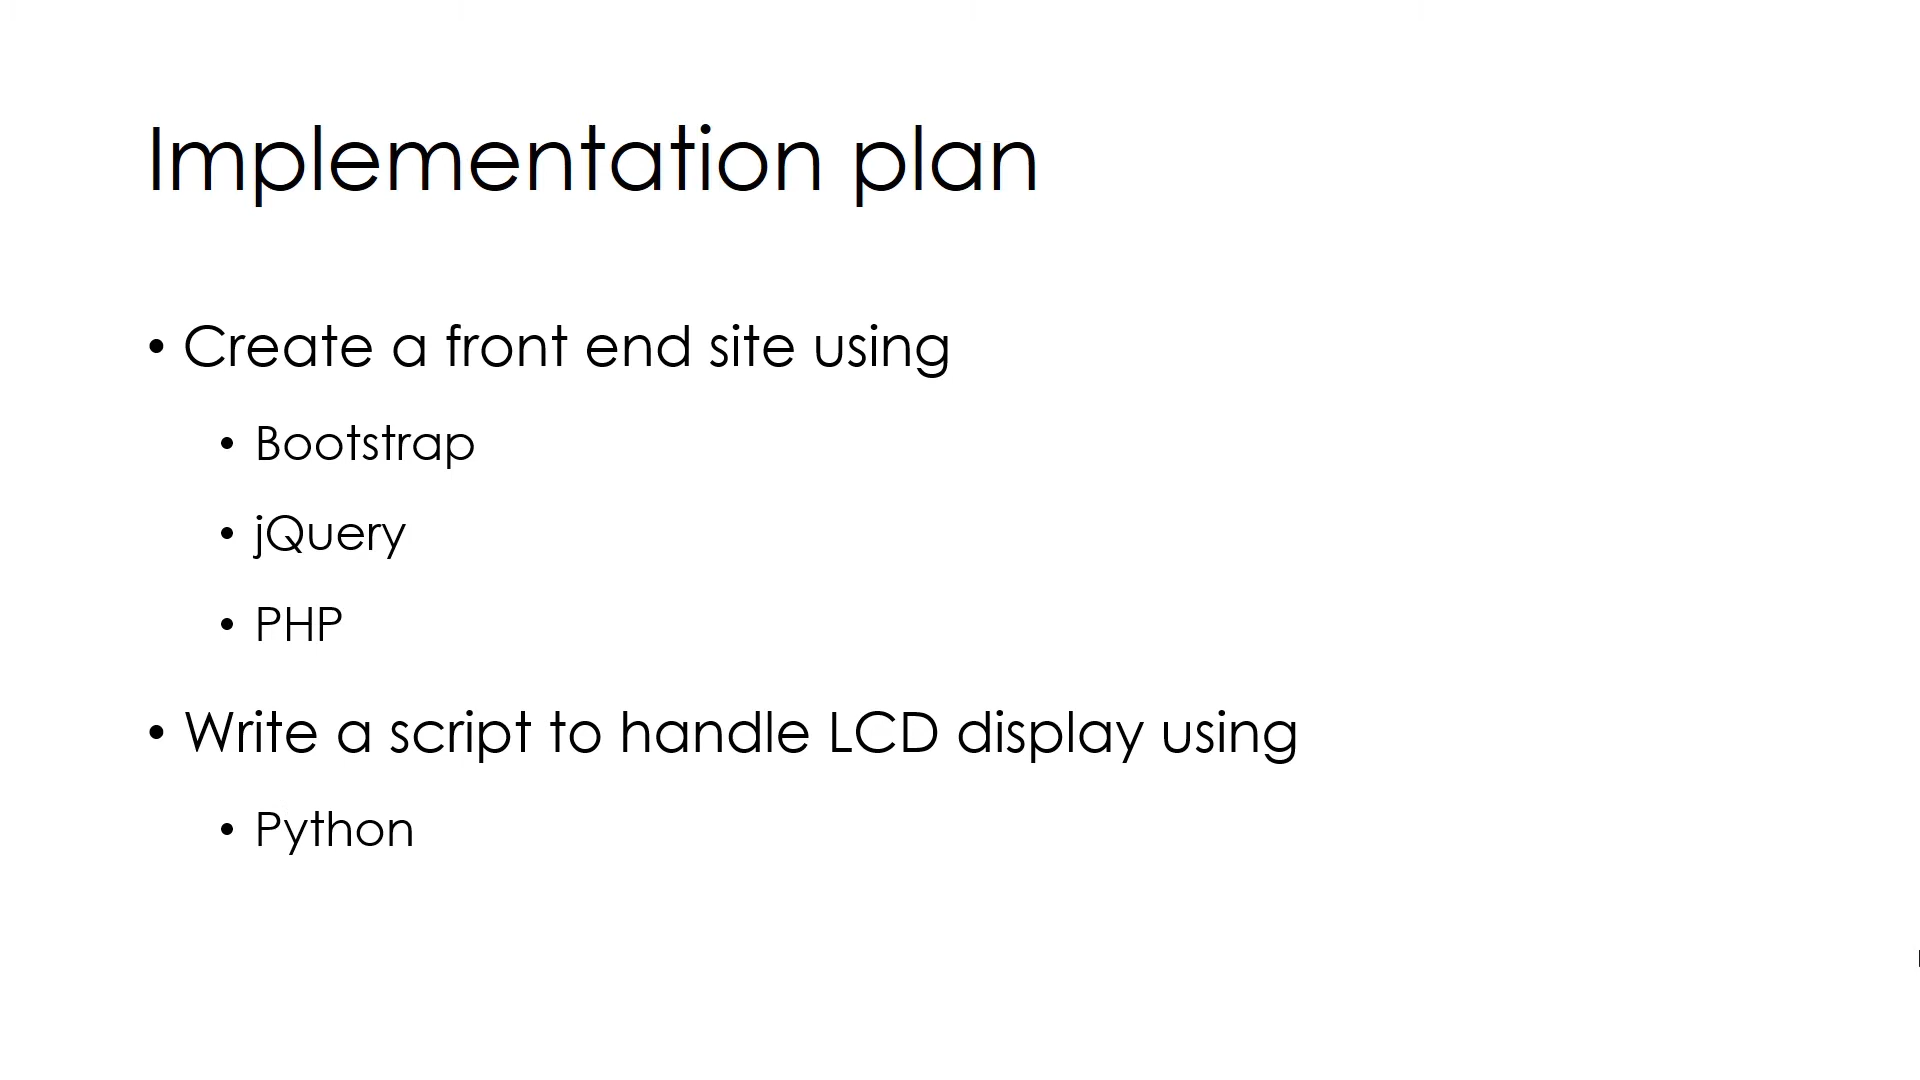 Implementation plan
• Create a front end site using
• Bootstrap
• jQuery
• PHP
• Write a script to handle LCD display using
• Python